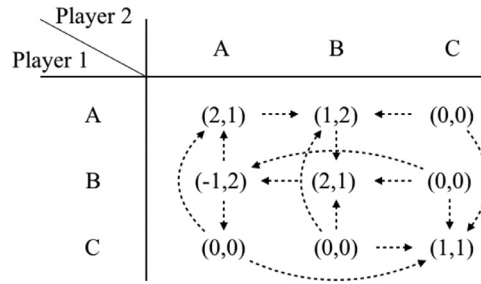 Player 2
Player 1
A B C
A (2,1) (1,2) (0,0)
B (-1,2) (2,1) (0,0)
C (0,0) (0,0) (1,1)